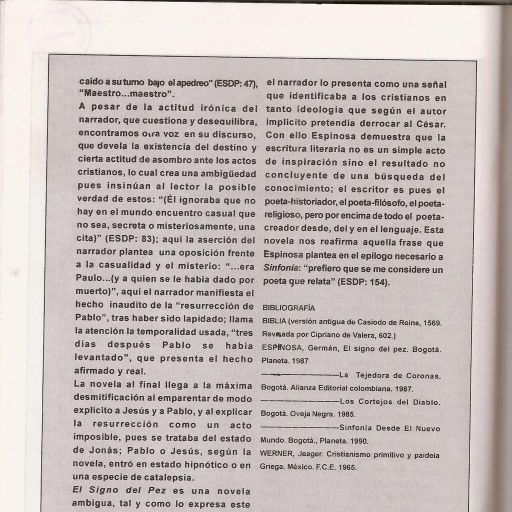 caido a su turno bajo el apedreo" (ESDP: 47),
"Maestro...maestro".
A pesar de la actitud irónica del
narrador, que cuestiona y desequilibra,
encontramos otra voz en su discurso,
que devela la existencia del destino y
cierta actitud de asombro ante los actos
cristianos, lo cual crea una ambigüedad
pues insinúan al lector la posible
verdad de estos: "(Él ignoraba que no
hay en el mundo encuentro casual que
no sea, secreta o misteriosamente, una
cita)" (ESDP: 83); aqui la aserción del
narrador plantea una oposición frente
a la casualidad y el misterio: "...era
Paulo...(y a quien se le había dado por
muerto)", aquí el narrador manifiesta el
hecho inaudito de la "resurrección de
Pablo", tras haber sido lapidado; llama
la atención la temporalidad usada, "tres
dias después Pablo se habia
levantado", que presenta el hecho
afirmado y real.
La novela al final llega a la máxima
desmitificación al emparentar de modo
explícito a Jesús y a Pablo, y al explicar
la resurrección como un acto
imposible, pues se trataba del estado
de Jonás; Pablo o Jesús, según la
novela, entró en estado hipnótico o en
una especie de catalepsia.
El Signo del Pez es una novela
ambigua, tal y como lo expresa este
el narrador lo presenta como una señal
que identificaba a los cristianos en
tanto ideología que según el autor
implícito pretendía derrocar al César.
Con ello Espinosa demuestra que la
escritura literaria no es un simple acto
de inspiración sino el resultado no
concluyente de una búsqueda del
conocimiento; el escritor es pues el
poeta-historiador, el poeta-filósofo, el poeta-
religioso, pero por encima de todo el poeta-
creador desde, del y en el lenguaje. Esta
novela nos reafirma aquella frase que
Espinosa plantea en el epílogo necesario a
Sinfonía: "prefiero que se me considere un
poeta que relata" (ESDP: 154).
BIBLIOGRAFÍA
BIBLIA (versión antigua de Casiodo de Reina, 1569.
Revisada por Cipriano de Valera, 602.)
ESPINOSA, Germán, El signo del pez. Bogotá.
Planeta. 1987
——————————La Tejedora de Coronas.
Bogotá. Alianza Editorial colombiana. 1987.
——————————Los Cortejos del Diablo.
Bogotá. Oveja Negra. 1985.
——————————Sinfonía Desde El Nuevo
Mundo. Bogotá., Planeta. 1990.
WERNER, Jeager. Cristianismo primitivo y paideia
Griega. México. F.C.E. 1965.